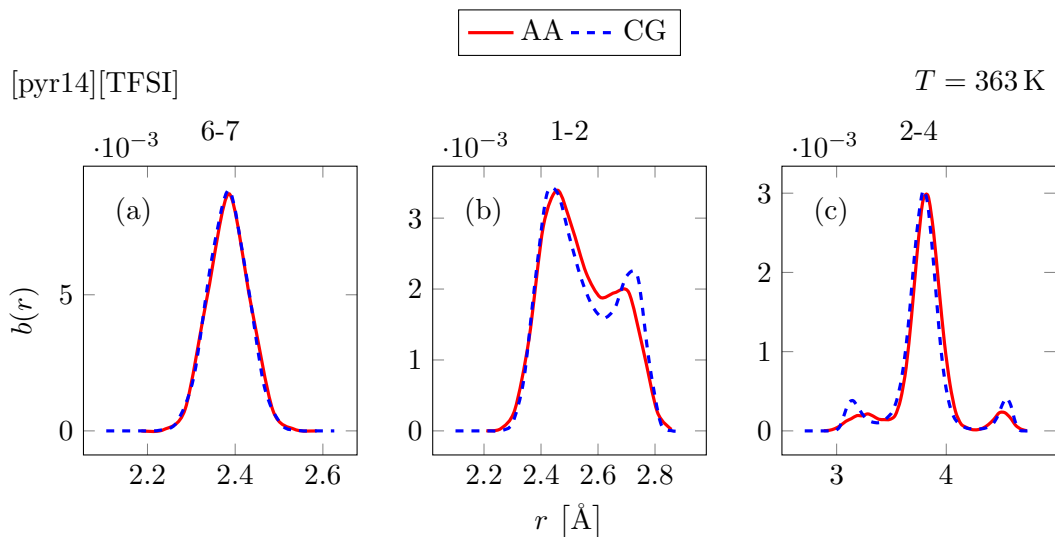 AA CG
[pyr14][TFSI] T = 363 K
6-7 1-2 2-4
·10⁻³ ·10⁻³ ·10⁻³
(a) (b) (c)
b(r)
5
0
2.2 2.4 2.6
3
2
1
0
2.2 2.4 2.6 2.8
3
2
1
0
3 4
r [Å]